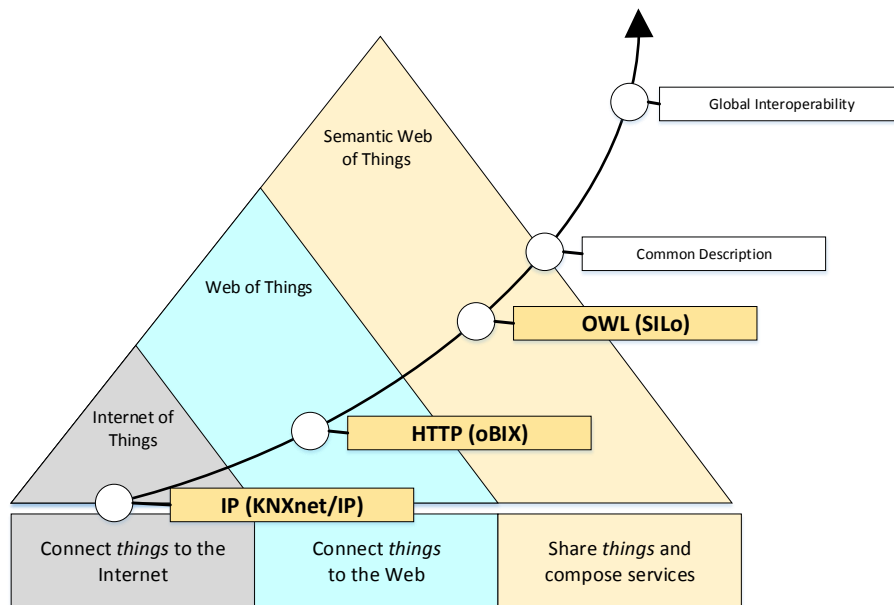 Global Interoperability
Semantic Web
of Things
Common Description
Web of Things
OWL (SILo)
Internet of
Things
HTTP (oBIX)
IP (KNXnet/IP)
Connect things to the
Internet
Connect things
to the Web
Share things and
compose services